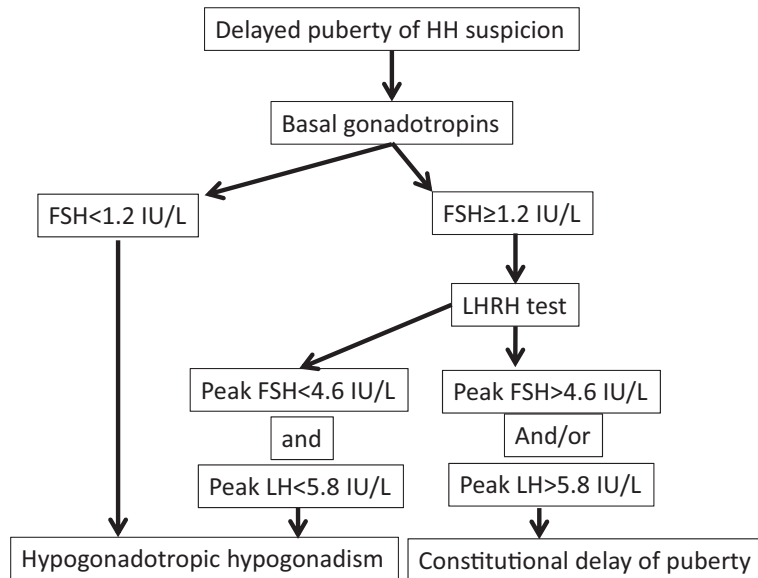 Delayed puberty of HH suspicion
Basal gonadotropins
FSH<1.2 IU/L
FSH≥1.2 IU/L
LHRH test
Peak FSH<4.6 IU/L
Peak FSH>4.6 IU/L
and
And/or
Peak LH<5.8 IU/L
Peak LH>5.8 IU/L
Hypogonadotropic hypogonadism
Constitutional delay of puberty